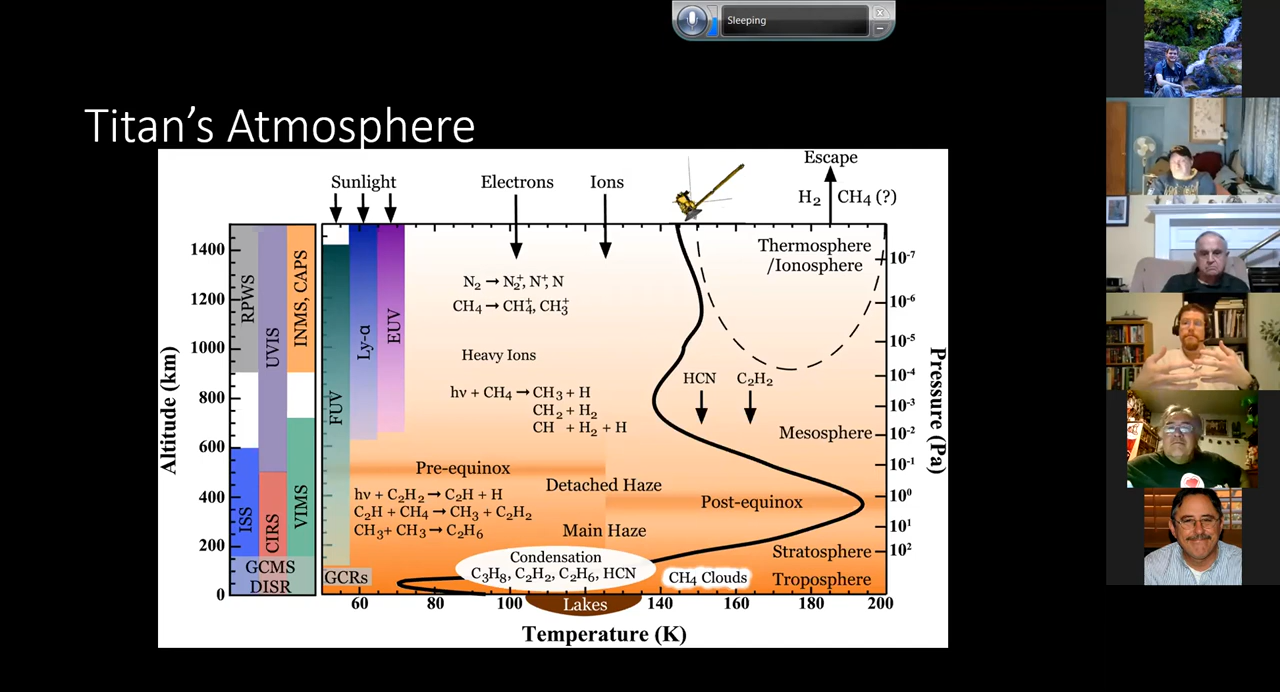 Sleeping
Titan's Atmosphere
Escape
H₂ CH₄ (?)
Sunlight
Electrons
Ions
1400
1200
1000
800
600
400
200
0
Altitude (km)
RPWS
UVIS
INMS, CAPS
ISS
CIRS
VIMS
GCMS
DISR
FUV
Ly-α
EUV
GCRs
N₂ → N₂⁺, N⁺, N
CH₄ → CH₄⁺, CH₃⁺
Heavy Ions
hν + CH₄ → CH₃ + H
CH₂ + H₂
CH + H₂ + H
HCN
C₂H₂
Thermosphere
/Ionosphere
Mesosphere
Pre-equinox
Detached Haze
Post-equinox
hν + C₂H₂ → C₂H + H
C₂H + CH₄ → CH₃ + C₂H₂
CH₃ + CH₃ → C₂H₆
Main Haze
Stratosphere
Condensation
C₃H₈, C₂H₂, C₂H₆, HCN
CH₄ Clouds
Troposphere
Lakes
10⁻⁷
10⁻⁶
10⁻⁵
10⁻⁴
10⁻³
10⁻²
10⁻¹
10⁰
10¹
10²
Pressure (Pa)
60 80 100 140 160 180 200
Temperature (K)